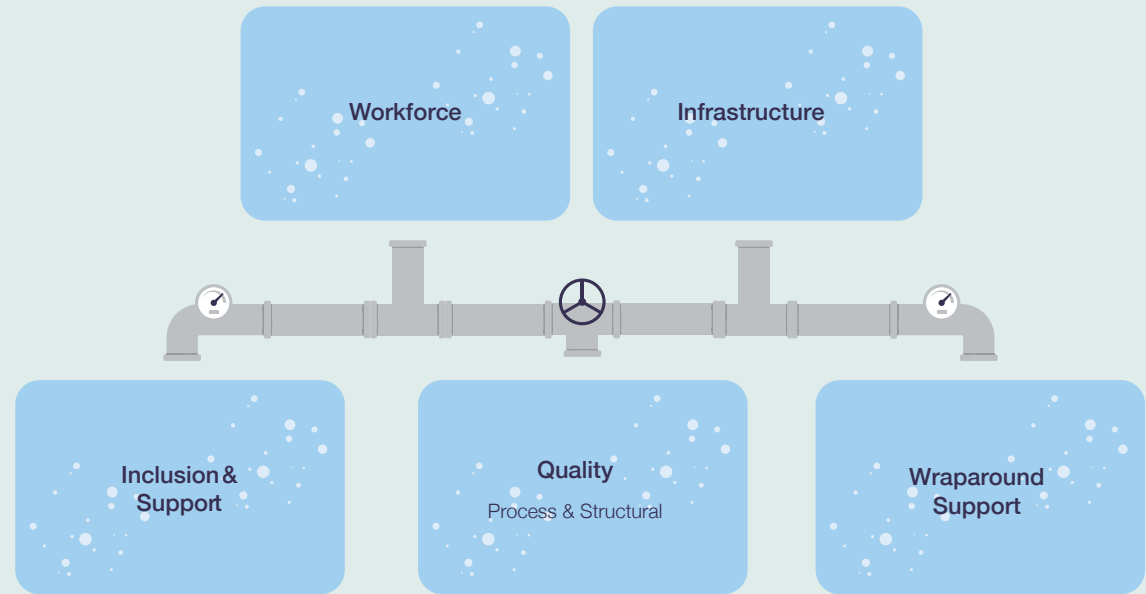 Workforce
Infrastructure
Inclusion &
Support
Quality
Process & Structural
Wraparound
Support